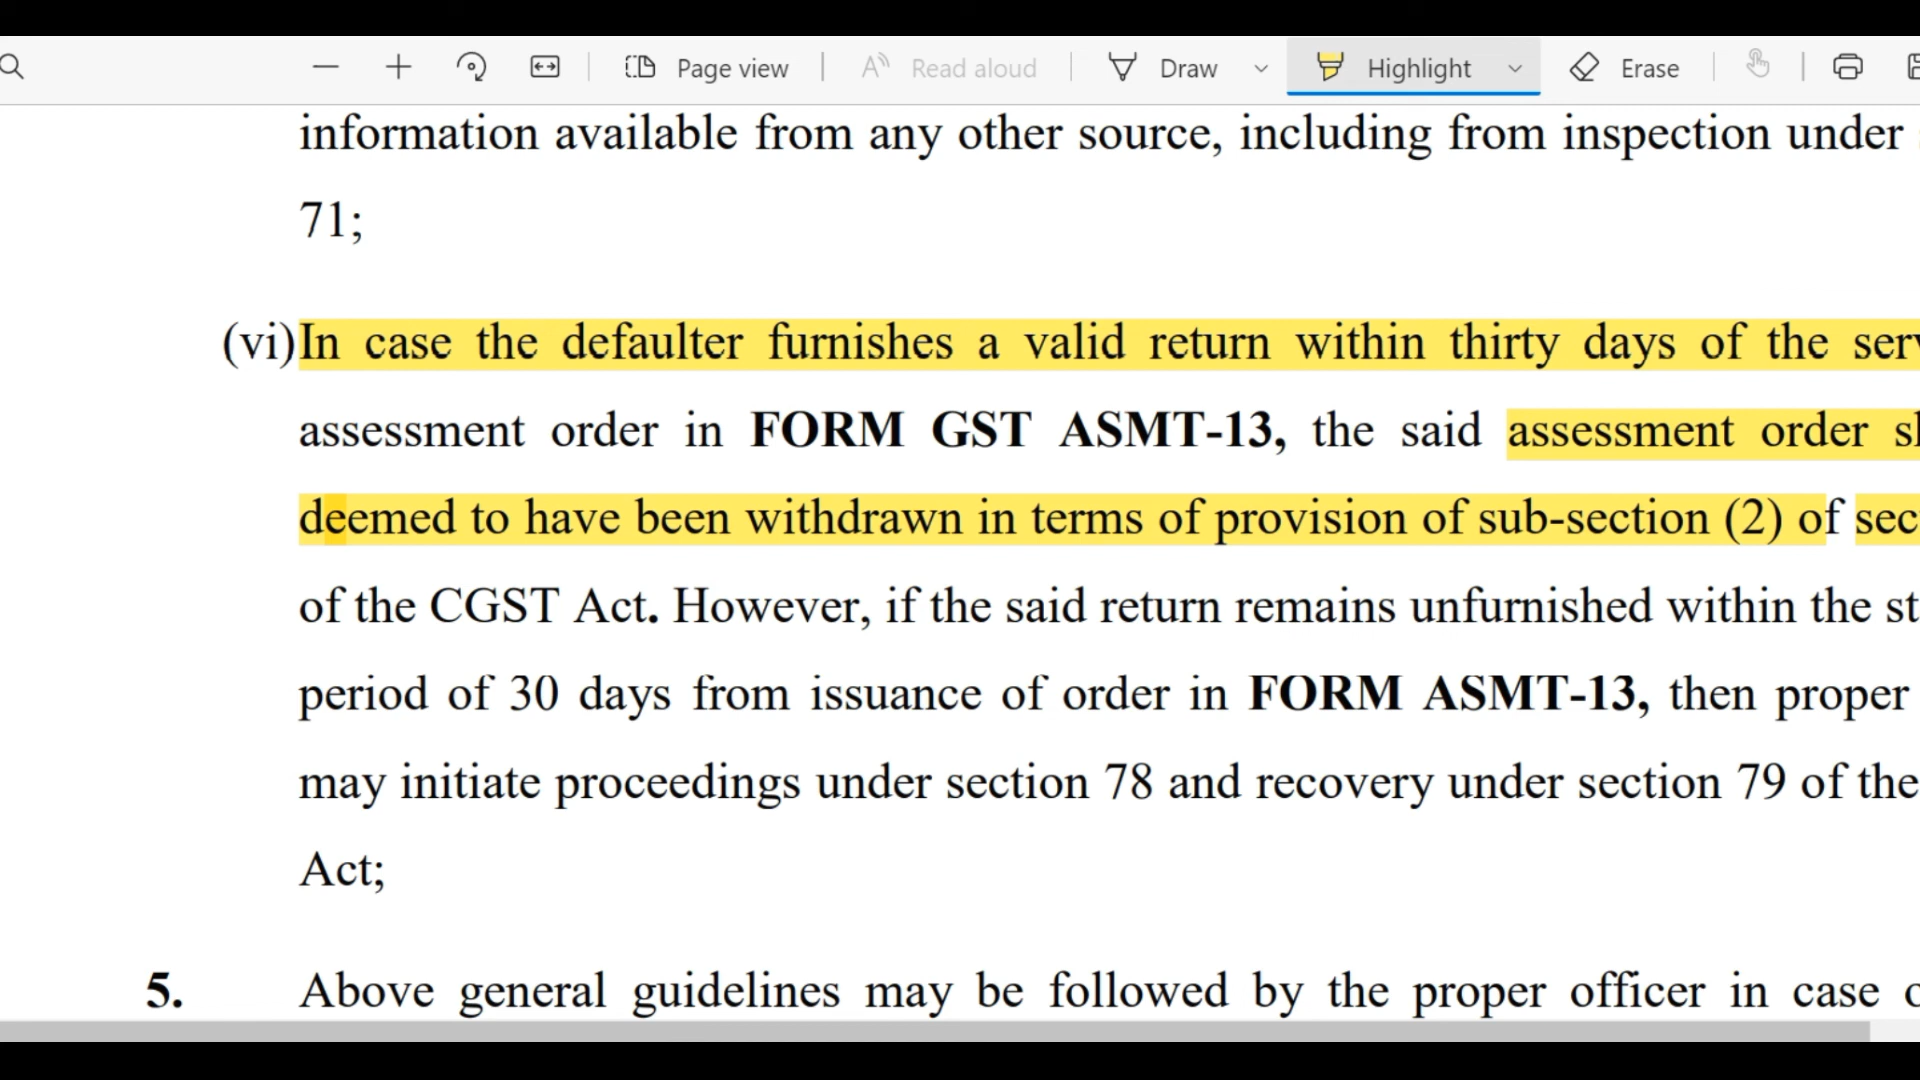 Page view
Read aloud
Draw
Highlight
Erase
information available from any other source, including from inspection under
71;
(vi) In case the defaulter furnishes a valid return within thirty days of the
assessment order in FORM GST ASMT-13, the said assessment order
deemed to have been withdrawn in terms of provision of sub-section (2) of
of the CGST Act. However, if the said return remains unfurnished within the
period of 30 days from issuance of order in FORM ASMT-13, then proper
may initiate proceedings under section 78 and recovery under section 79 of the
Act;
5. Above general guidelines may be followed by the proper officer in case